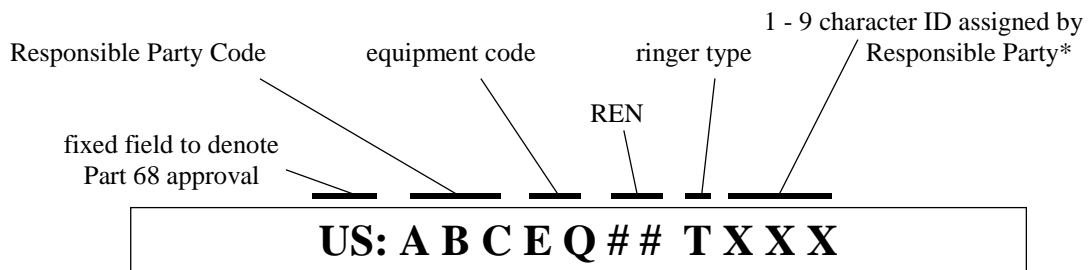 1 - 9 character ID assigned by
Responsible Party*
Responsible Party Code
equipment code
ringer type
REN
fixed field to denote
Part 68 approval
US: A B C E Q # # T X X X